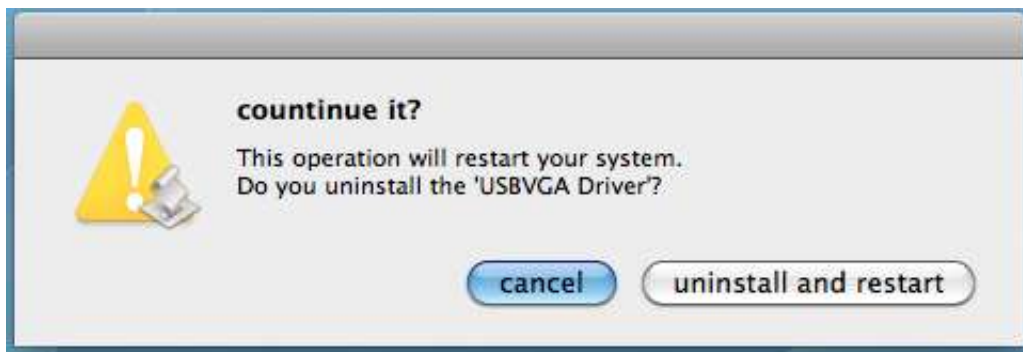 countinue it?
This operation will restart your system.
Do you uninstall the 'USBVGA Driver'?
cancel
uninstall and restart